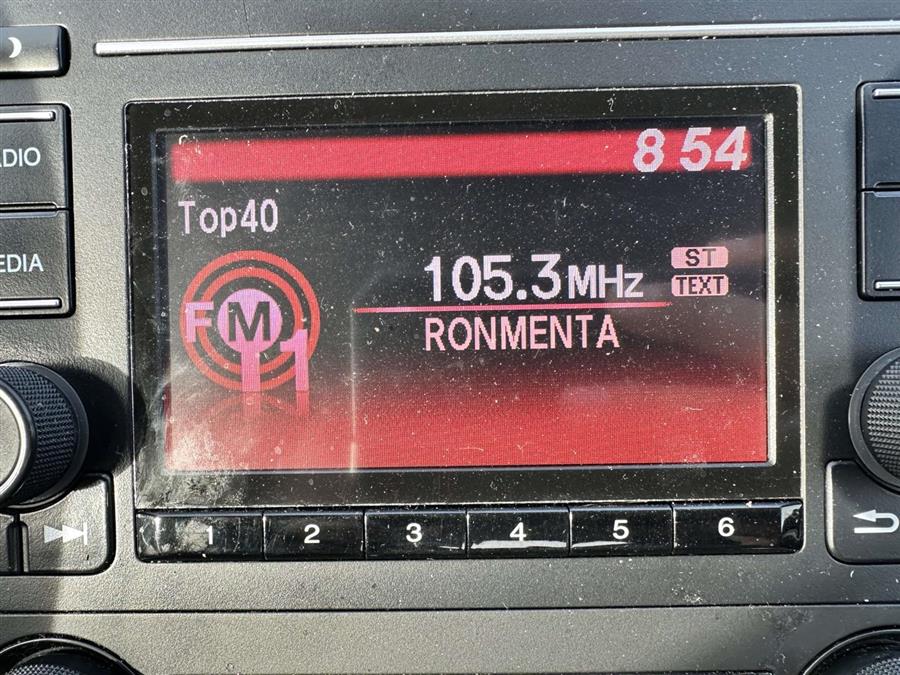 8 54
ADIO
Top40
EDIA
105.3MHz
ST
TEXT
FM
1
RONMENTA
1 2 3 4 5 6